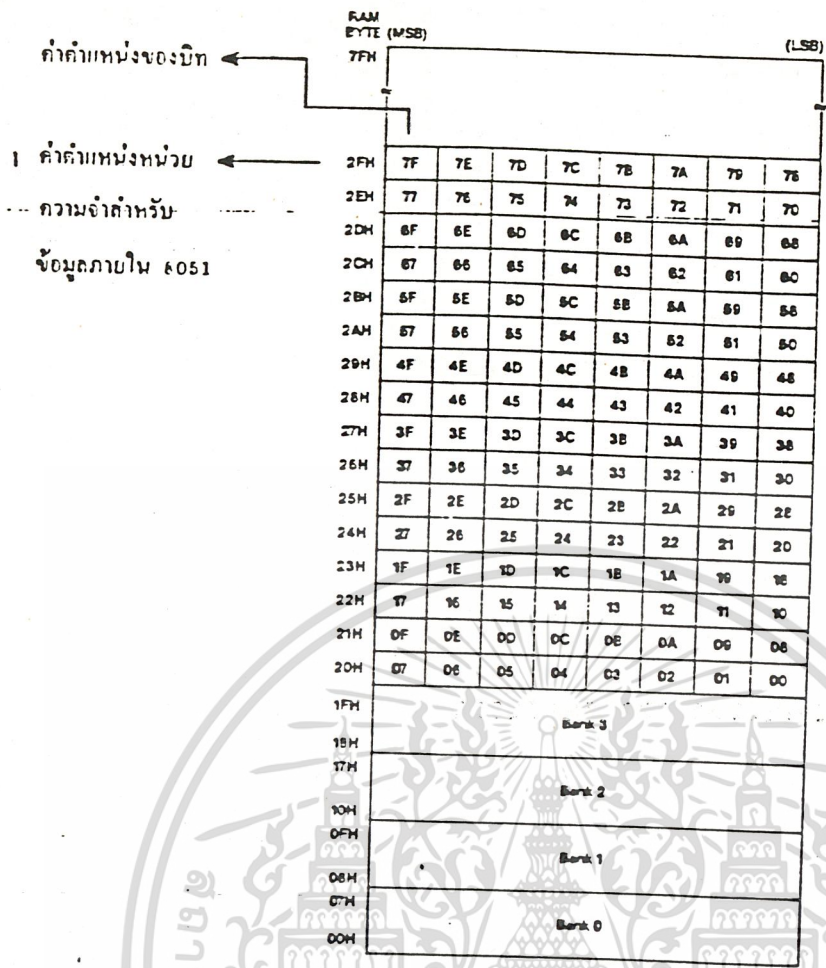 RAM
BYTE (MSB) (LSB)
ค่าตำแหน่งของบิท 7FH
1 ค่าตำแหน่งหน่วย 2FH 7F 7E 7D 7C 7B 7A 79 78
ความจำสำหรับ 2EH 77 76 75 74 73 72 71 70
ข้อมูลภายใน 8051 2DH 6F 6E 6D 6C 6B 6A 69 68
2CH 67 66 65 64 63 62 61 60
2BH 5F 5E 5D 5C 5B 5A 59 58
2AH 57 56 55 54 53 52 51 50
29H 4F 4E 4D 4C 4B 4A 49 48
28H 47 46 45 44 43 42 41 40
27H 3F 3E 3D 3C 3B 3A 39 38
26H 37 36 35 34 33 32 31 30
25H 2F 2E 2D 2C 2B 2A 29 28
24H 27 26 25 24 23 22 21 20
23H 1F 1E 1D 1C 1B 1A 19 18
22H 17 16 15 14 13 12 11 10
21H 0F 0E 0D 0C 0B 0A 09 08
20H 07 06 05 04 03 02 01 00
1FH
Bank 3
18H
17H
Bank 2
10H
0FH
Bank 1
08H
07H
Bank 0
00H